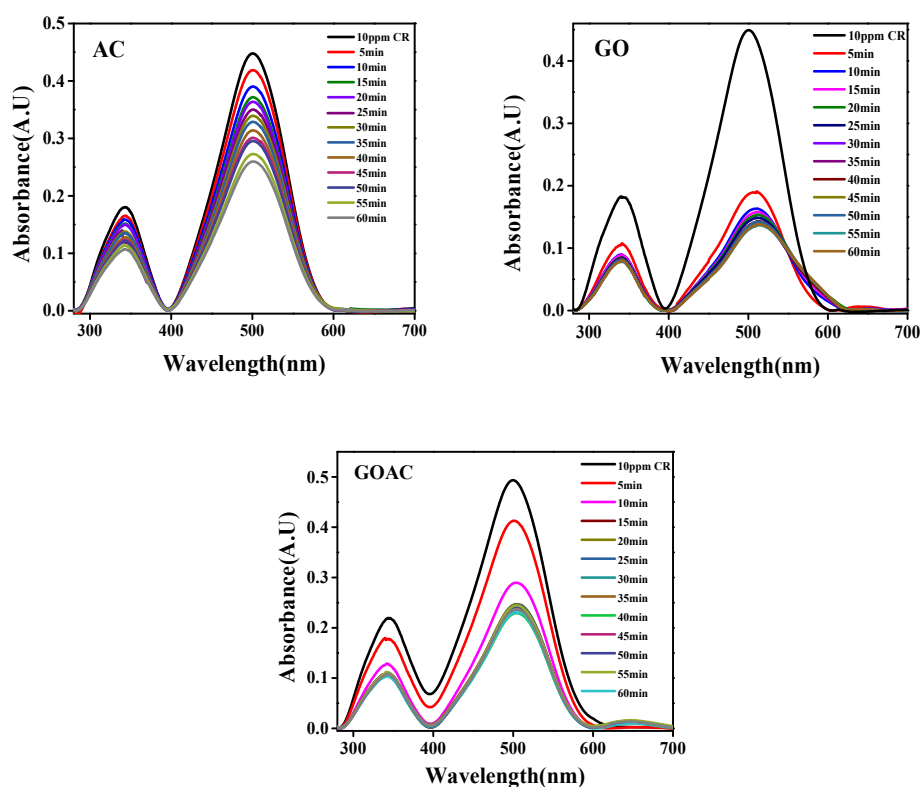 AC
0.5
0.4
0.3
0.2
0.1
0.0
Absorbance(A.U)
300 400 500 600 700
Wavelength(nm)
10ppm CR
5min
10min
15min
20min
25min
30min
35min
40min
45min
50min
55min
60min
GO
0.4
0.3
0.2
0.1
0.0
Absorbance(A.U)
300 400 500 600 700
Wavelength(nm)
10ppm CR
5min
10min
15min
20min
25min
30min
35min
40min
45min
50min
55min
60min
GOAC
0.5
0.4
0.3
0.2
0.1
0.0
Absorbance(A.U)
300 400 500 600 700
Wavelength(nm)
10ppm CR
5min
10min
15min
20min
25min
30min
35min
40min
45min
50min
55min
60min